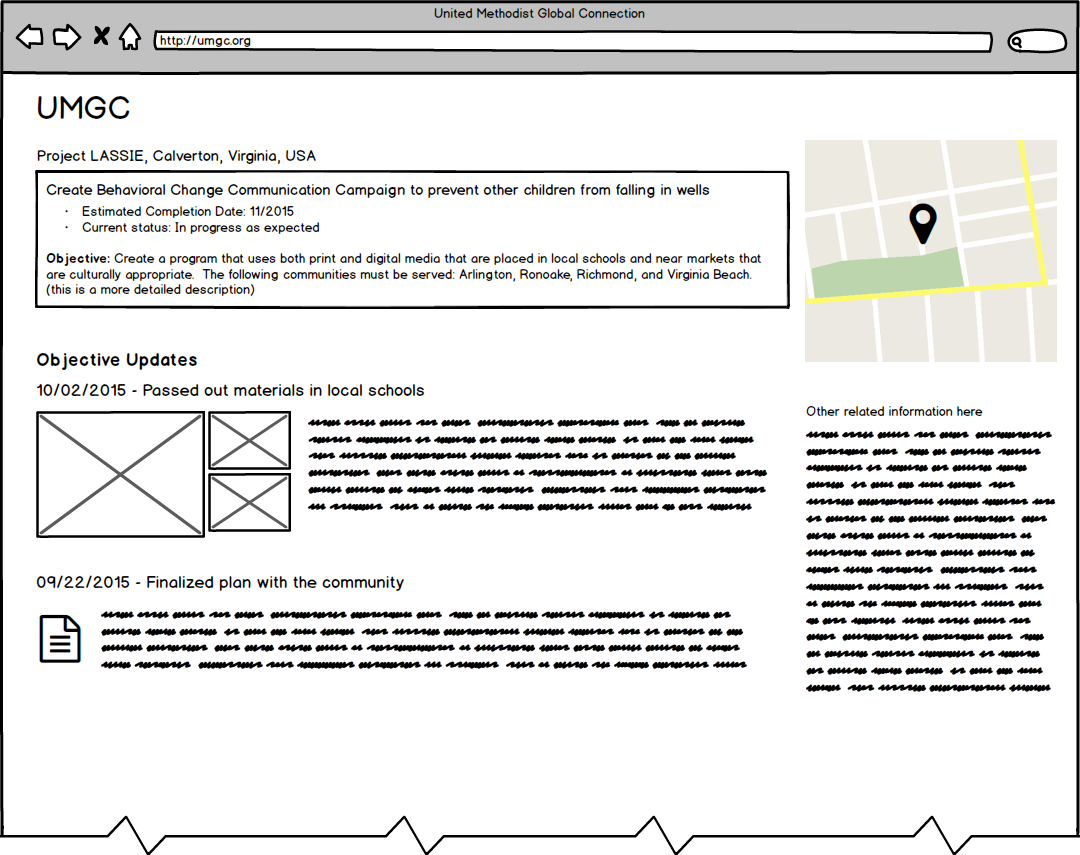 United Methodist Global Connection
http://umgc.org
UMGC
Project LASSIE, Calverton, Virginia, USA
Create Behavioral Change Communication Campaign to prevent other children from falling in wells
· Estimated Completion Date: 11/2015
· Current status: In progress as expected
Objective: Create a program that uses both print and digital media that are placed in local schools and near markets that
are culturally appropriate. The following communities must be served: Arlington, Ronoake, Richmond, and Virginia Beach.
(this is a more detailed description)
Objective Updates
10/02/2015 - Passed out materials in local schools
Other related information here
09/22/2015 - Finalized plan with the community